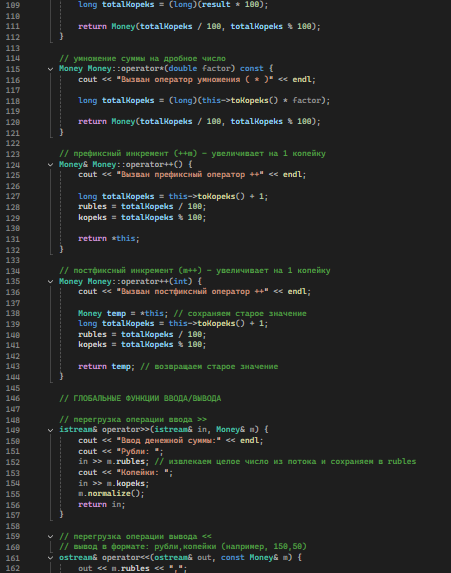 109 long totalKopeks = (long)(result * 100);
110
111 return Money(totalKopeks / 100, totalKopeks % 100);
112 }
113
114 // умножение суммы на дробное число
115 Money Money::operator*(double factor) const {
116 cout << "Вызван оператор умножения ( * )" << endl;
117
118 long totalKopeks = (long)(this->toKopeks() * factor);
119
120 return Money(totalKopeks / 100, totalKopeks % 100);
121 }
122
123 // префиксный инкремент (++m) - увеличивает на 1 копейку
124 Money& Money::operator++() {
125 cout << "Вызван префиксный оператор ++" << endl;
126
127 long totalKopeks = this->toKopeks() + 1;
128 rubles = totalKopeks / 100;
129 kopeks = totalKopeks % 100;
130
131 return *this;
132 }
133
134 // постфиксный инкремент (m++) - увеличивает на 1 копейку
135 Money Money::operator++(int) {
136 cout << "Вызван постфиксный оператор ++" << endl;
137
138 Money temp = *this; // сохраняем старое значение
139 long totalKopeks = this->toKopeks() + 1;
140 rubles = totalKopeks / 100;
141 kopeks = totalKopeks % 100;
142
143 return temp; // возвращаем старое значение
144 }
145
146 // ГЛОБАЛЬНЫЕ ФУНКЦИИ ВВОДА/ВЫВОДА
147
148 // перегрузка операции ввода >>
149 istream& operator>>(istream& in, Money& m) {
150 cout << "Ввод денежной суммы:" << endl;
151 cout << "Рубли: ";
152 in >> m.rubles; // извлекаем целое число из потока и сохраняем в rubles
153 cout << "Копейки: ";
154 in >> m.kopeks;
155 m.normalize();
156 return in;
157 }
158
159 // перегрузка операции вывода <<
160 // вывод в формате: рубли,копейки (например, 150,50)
161 ostream& operator<<(ostream& out, const Money& m) {
162 out << m.rubles << ",";